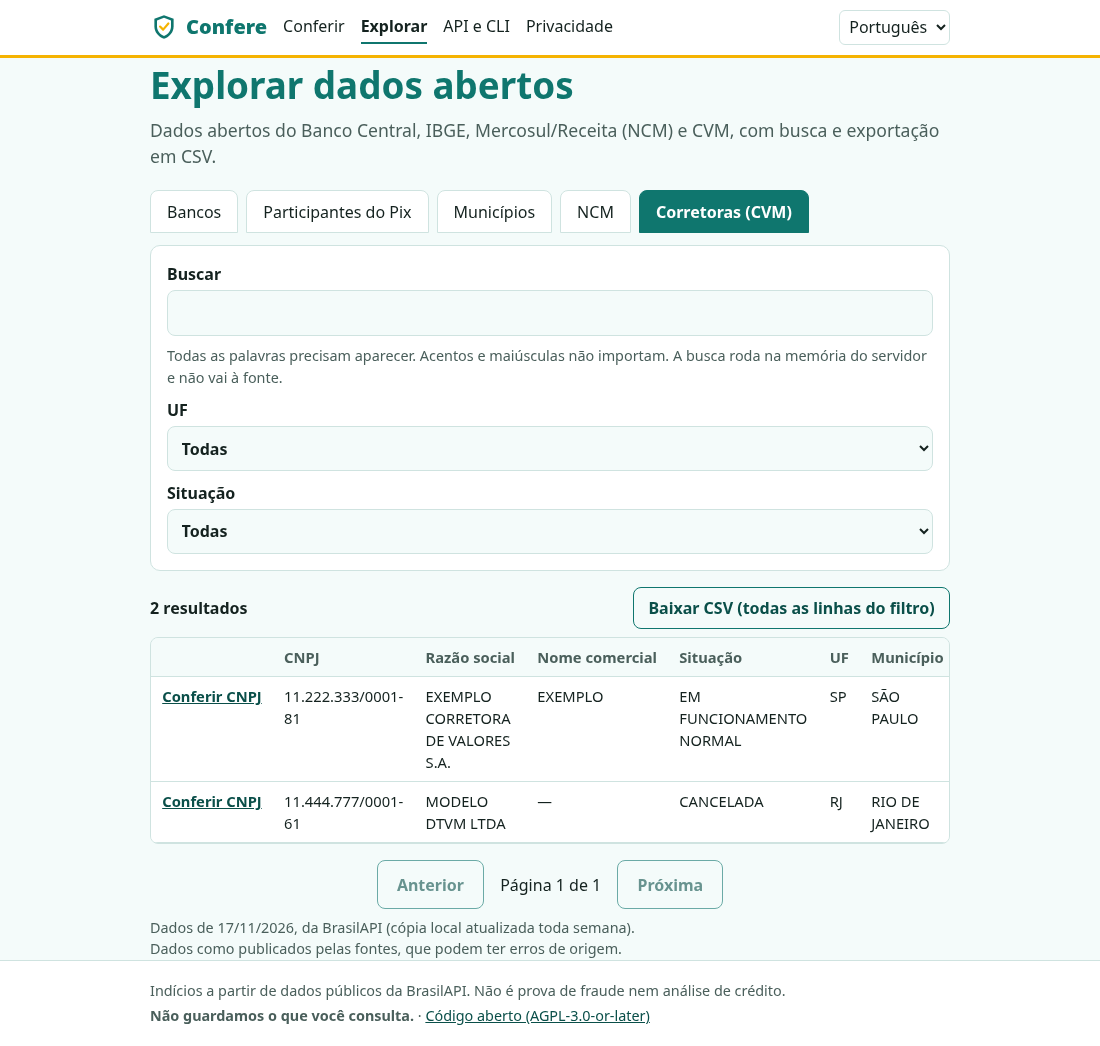 Confere Conferir Explorar API e CLI Privacidade Português
Explorar dados abertos
Dados abertos do Banco Central, IBGE, Mercosul/Receita (NCM) e CVM, com busca e exportação
em CSV.
Bancos Participantes do Pix Municípios NCM Corretoras (CVM)
Buscar
Todas as palavras precisam aparecer. Acentos e maiúsculas não importam. A busca roda na memória do servidor
e não vai à fonte.
UF
Todas
Situação
Todas
2 resultados Baixar CSV (todas as linhas do filtro)
CNPJ Razão social Nome comercial Situação UF Município
Conferir CNPJ 11.222.333/0001- EXEMPLO EXEMPLO EM SP SÃO
81 CORRETORA FUNCIONAMENTO PAULO
DE VALORES NORMAL
S.A.
Conferir CNPJ 11.444.777/0001- MODELO — CANCELADA RJ RIO DE
61 DTVM LTDA JANEIRO
Anterior Página 1 de 1 Próxima
Dados de 17/11/2026, da BrasilAPI (cópia local atualizada toda semana).
Dados como publicados pelas fontes, que podem ter erros de origem.
Indícios a partir de dados públicos da BrasilAPI. Não é prova de fraude nem análise de crédito.
Não guardamos o que você consulta. · Código aberto (AGPL-3.0-or-later)